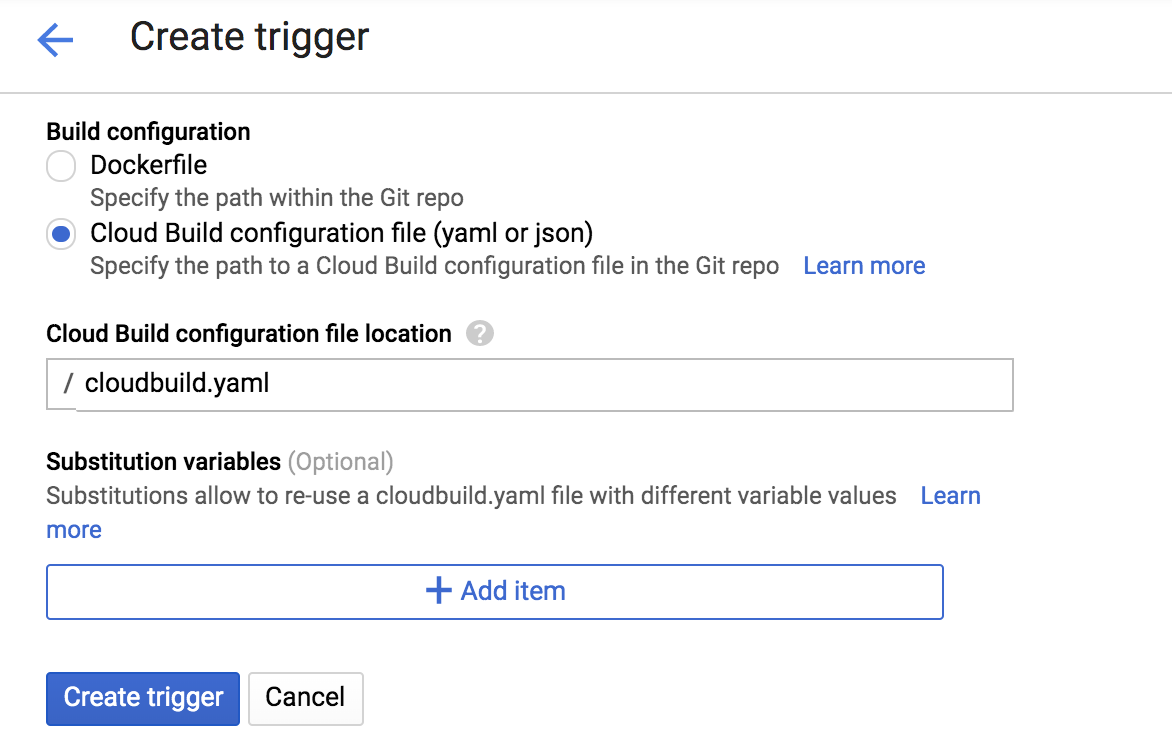 Create trigger
Build configuration
Dockerfile
Specify the path within the Git repo
Cloud Build configuration file (yaml or json)
Specify the path to a Cloud Build configuration file in the Git repo Learn more
Cloud Build configuration file location ?
/ cloudbuild.yaml
Substitution variables (Optional)
Substitutions allow to re-use a cloudbuild.yaml file with different variable values Learn
more
+ Add item
Create trigger Cancel